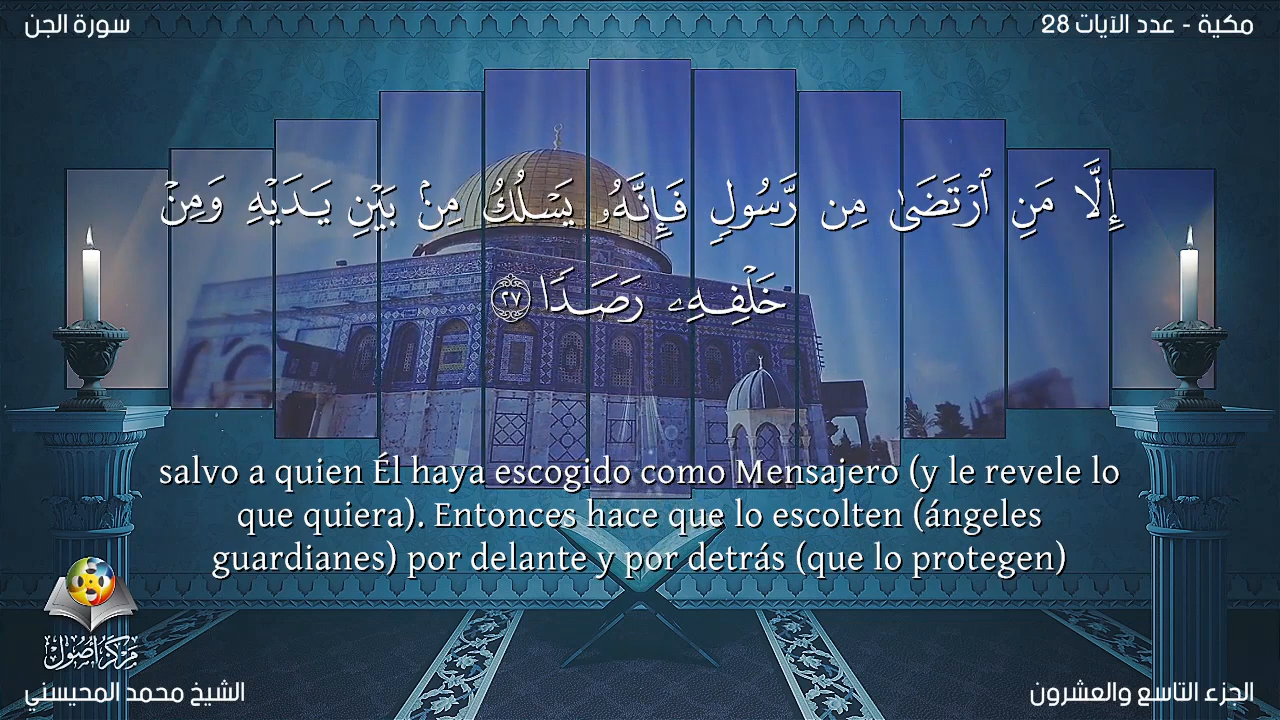 سورة الجن
مكية - عدد الآيات 28
إِلَّا مَنِ ٱرْتَضَىٰ مِن رَّسُولٍ فَإِنَّهُۥ يَسْلُكُ مِنۢ بَيْنِ يَدَيْهِ وَمِنْ
خَلْفِهِۦ رَصَدًا ٢٧
salvo a quien Él haya escogido como Mensajero (y le revele lo
que quiera). Entonces hace que lo escolten (ángeles
guardianes) por delante y por detrás (que lo protegen)
مركز أصول
الشيخ محمد المحيسني
الجزء التاسع والعشرون